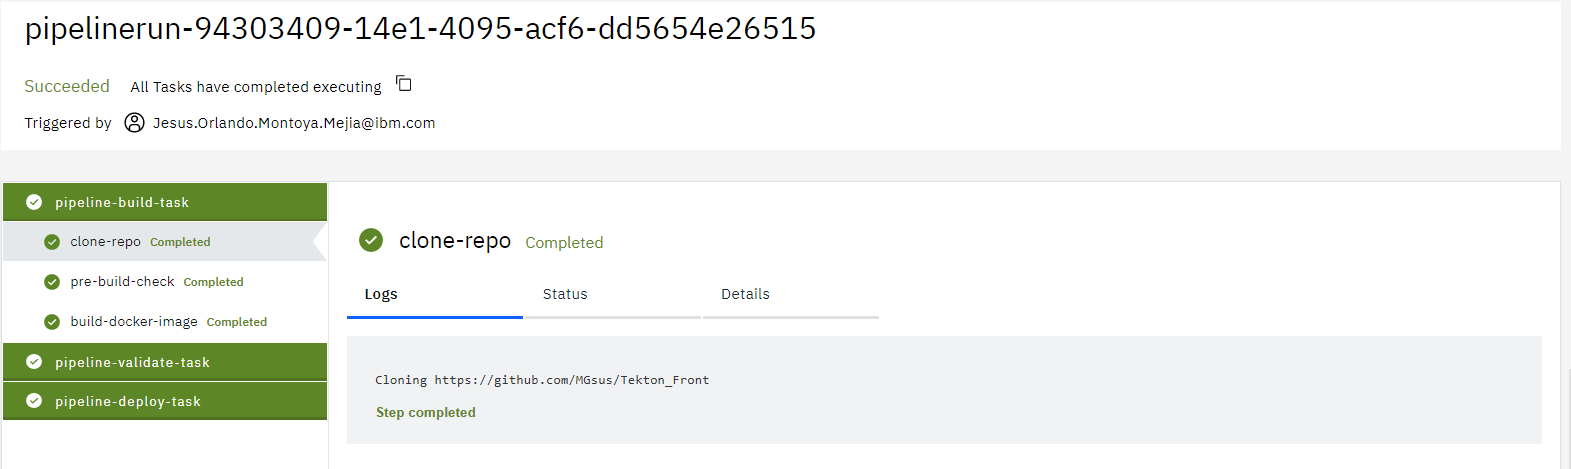 pipelinerun-94303409-14e1-4095-acf6-dd5654e26515
Succeeded All Tasks have completed executing
Triggered by Jesus.Orlando.Montoya.Mejia@ibm.com
pipeline-build-task
clone-repo Completed
pre-build-check Completed
build-docker-image Completed
pipeline-validate-task
pipeline-deploy-task
clone-repo Completed
Logs Status Details
Cloning https://github.com/MGsus/Tekton_Front
Step completed